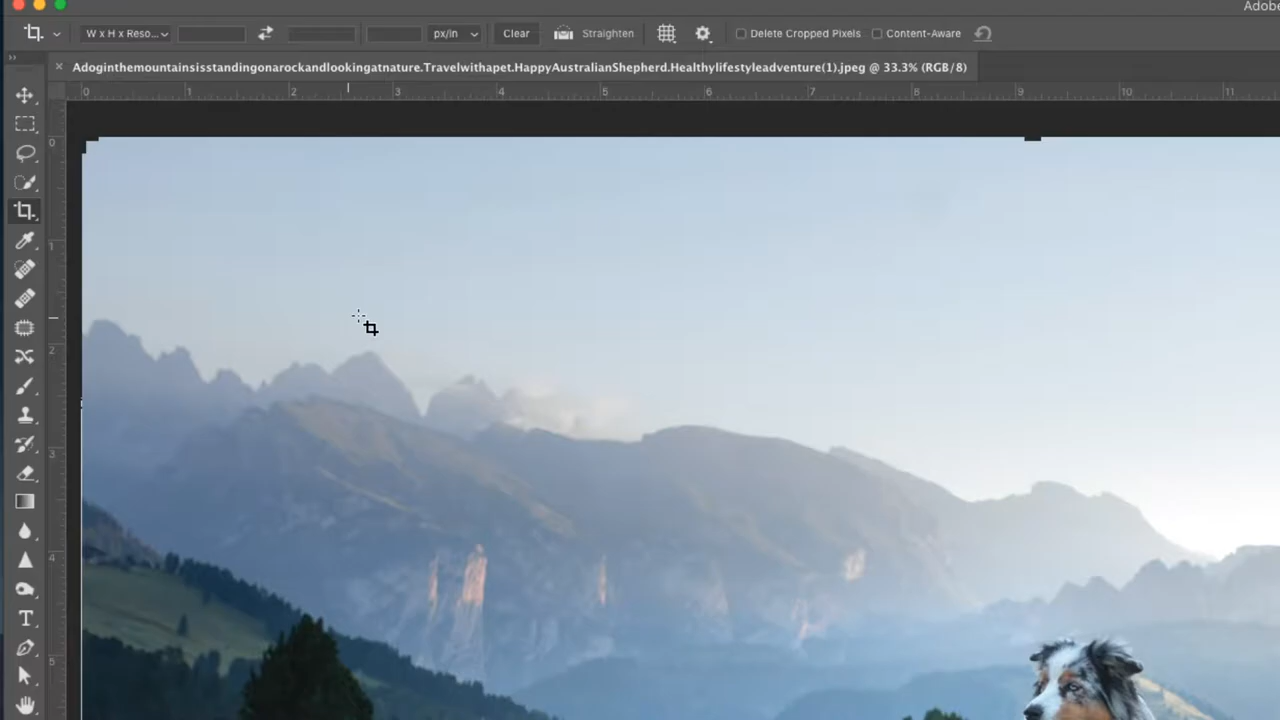 Adobe
W x H x Reso... px/in Clear Straighten Delete Cropped Pixels Content-Aware
Adoginthemountainsisstandingonarockandlookingatnature.Travelwithapet.HappyAustralianShepherd.Healthylifestyleadventure(1).jpeg @ 33.3% (RGB/8)
0 1 2 3 4 5 6 7 8 9 10 11
0
1
2
3
4
5